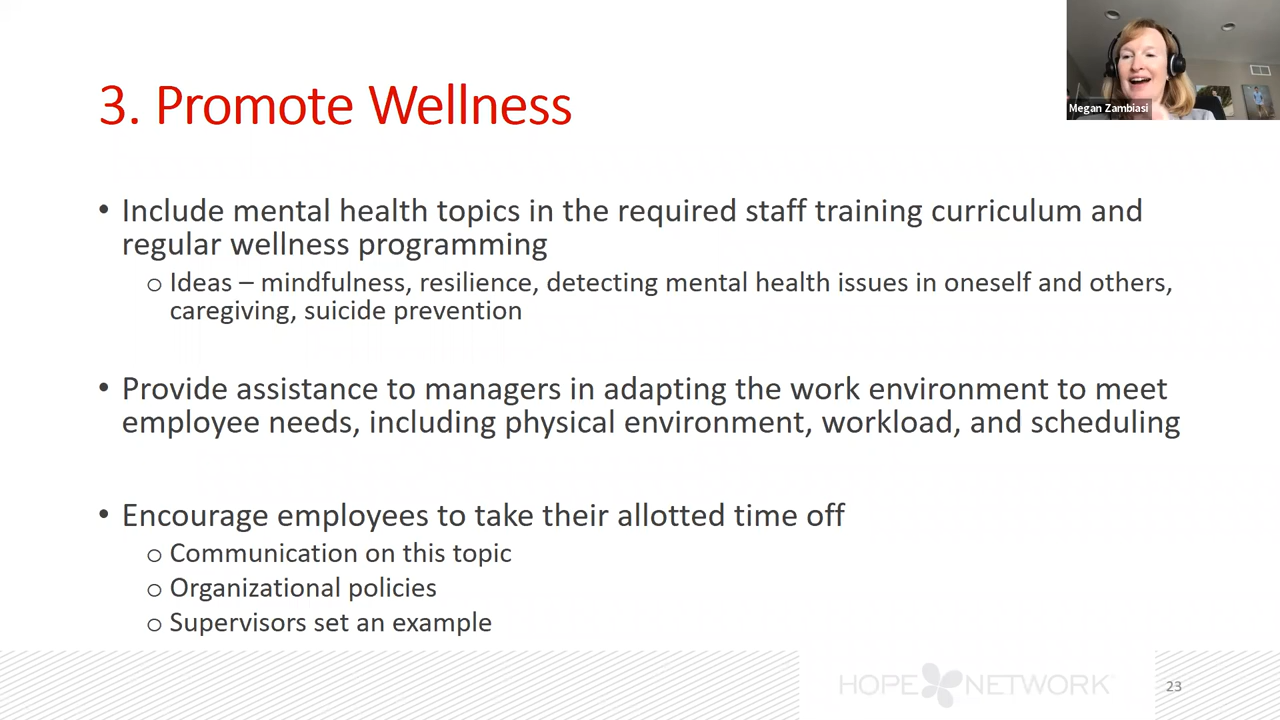 3. Promote Wellness
Megan Zambiasi
• Include mental health topics in the required staff training curriculum and
regular wellness programming
o Ideas – mindfulness, resilience, detecting mental health issues in oneself and others,
caregiving, suicide prevention
• Provide assistance to managers in adapting the work environment to meet
employee needs, including physical environment, workload, and scheduling
• Encourage employees to take their allotted time off
o Communication on this topic
o Organizational policies
o Supervisors set an example
HOPE NETWORK
23